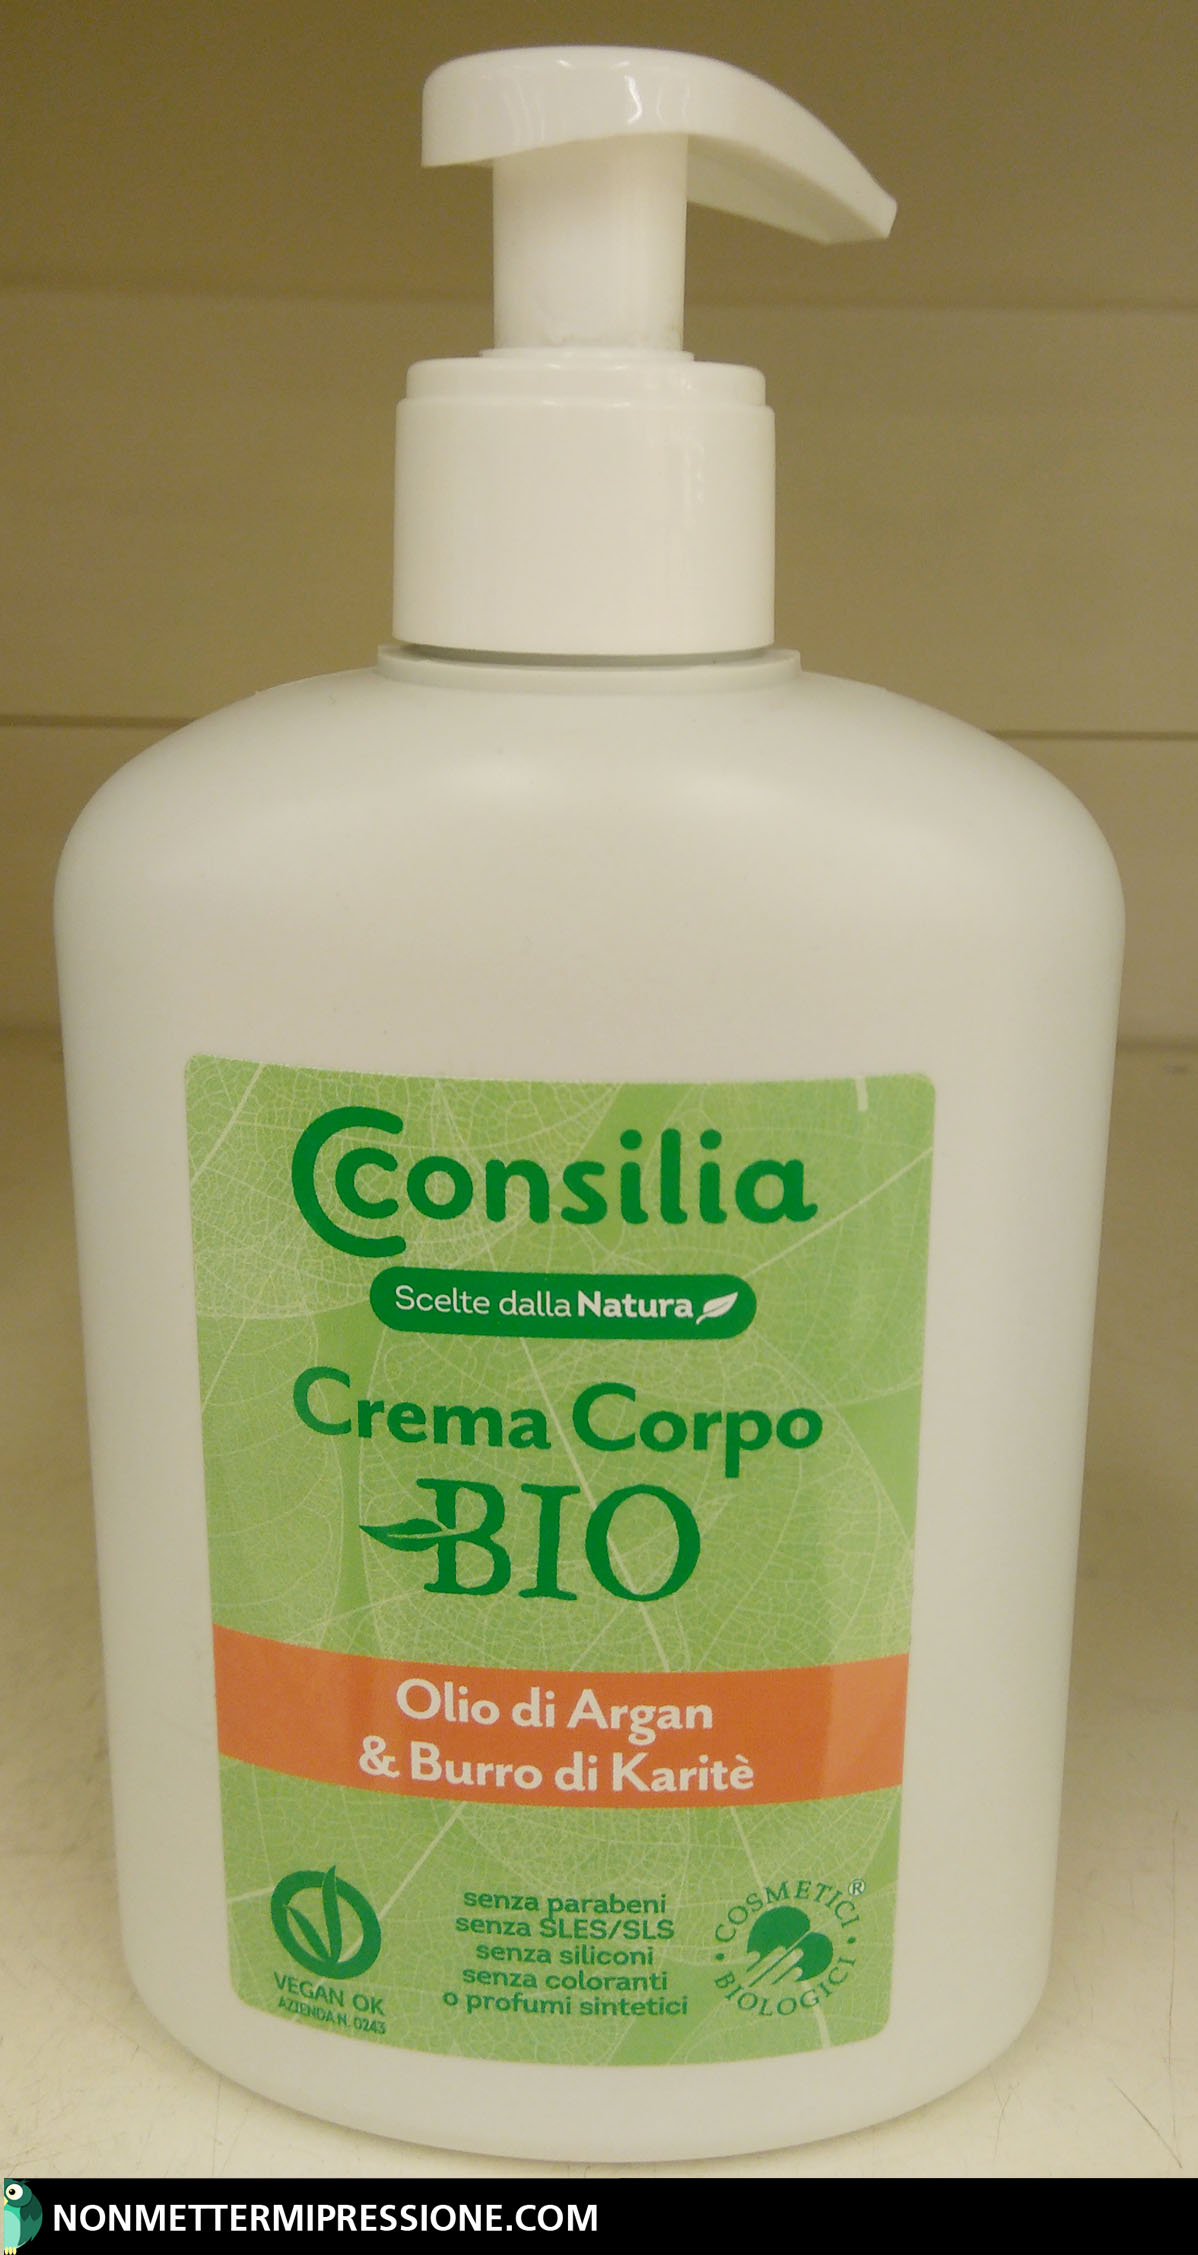 Consilia
Scelte dalla Natura
Crema Corpo
BIO
Olio di Argan
& Burro di Karitè
VEGAN OK
AZIENDA N. 0243
senza parabeni
senza SLES/SLS
senza siliconi
senza coloranti
o profumi sintetici
COSMETICI ®
BIOLOGICI
NONMETTERMIPRESSIONE.COM